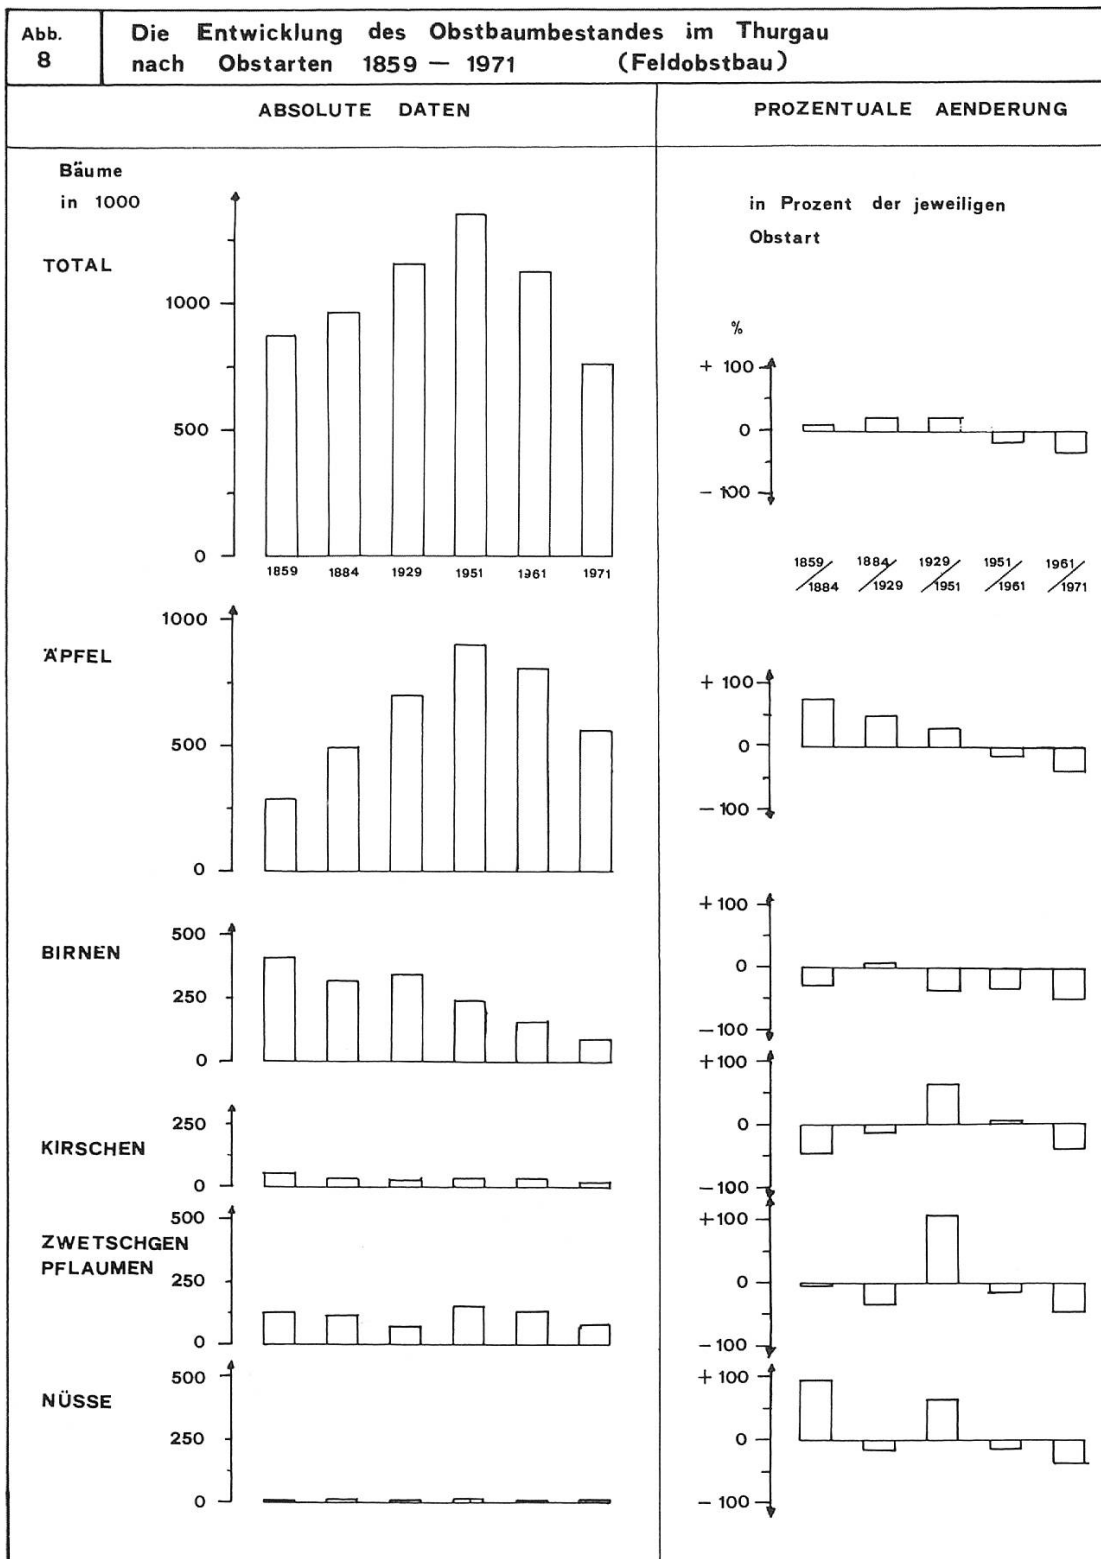 Abb.
8
Die Entwicklung des Obstbaumbestandes im Thurgau
nach Obstarten 1859 — 1971 (Feldobstbau)
ABSOLUTE DATEN
PROZENTUALE AENDERUNG
Bäume
in 1000
TOTAL
1000
500
0
1859 1884 1929 1951 1961 1971
in Prozent der jeweiligen
Obstart
%
+ 100
0
— 100
1859/1884 1884/1929 1929/1951 1951/1961 1961/1971
ÄPFEL
1000
500
0
+ 100
0
— 100
BIRNEN
500
250
0
+ 100
0
— 100
KIRSCHEN
250
0
+ 100
0
— 100
ZWETSCHGEN
PFLAUMEN
500
250
0
+ 100
0
— 100
NÜSSE
500
250
0
+ 100
0
— 100